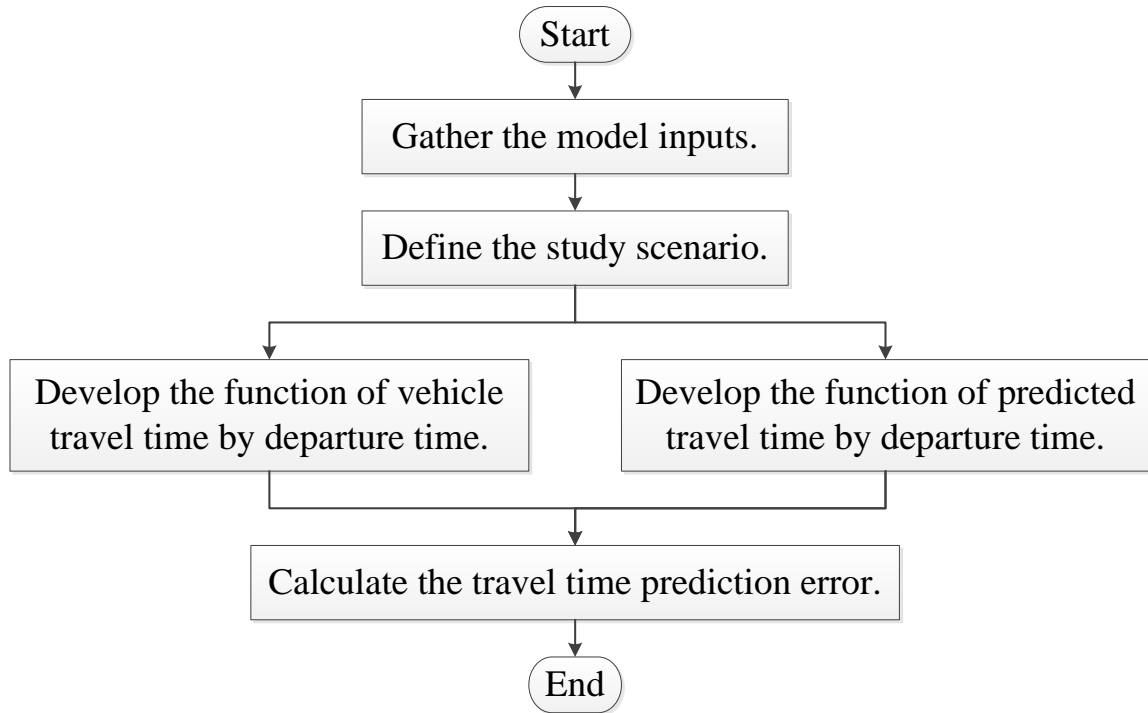 Start
Gather the model inputs.
Define the study scenario.
Develop the function of vehicle
travel time by departure time.
Develop the function of predicted
travel time by departure time.
Calculate the travel time prediction error.
End